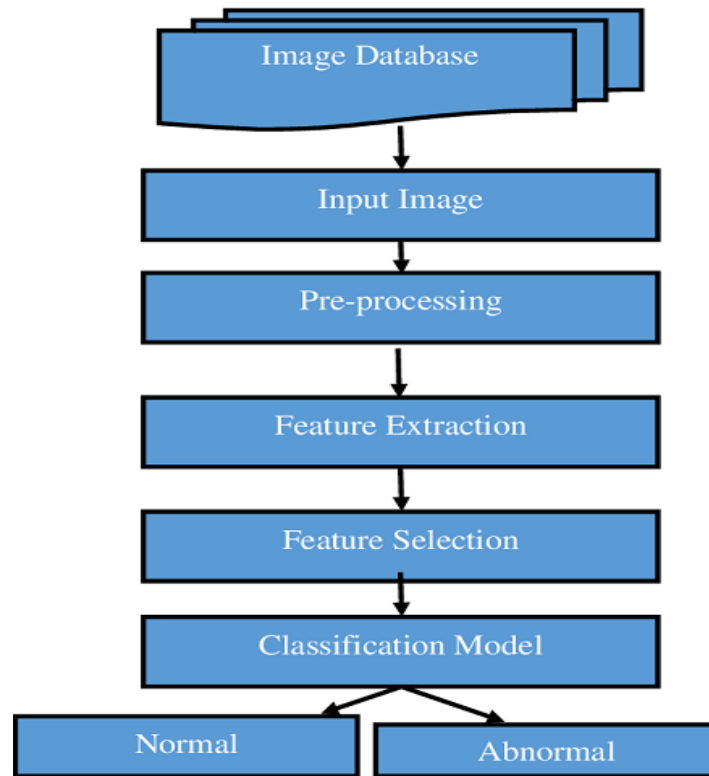 Image Database
Input Image
Pre-processing
Feature Extraction
Feature Selection
Classification Model
Normal
Abnormal